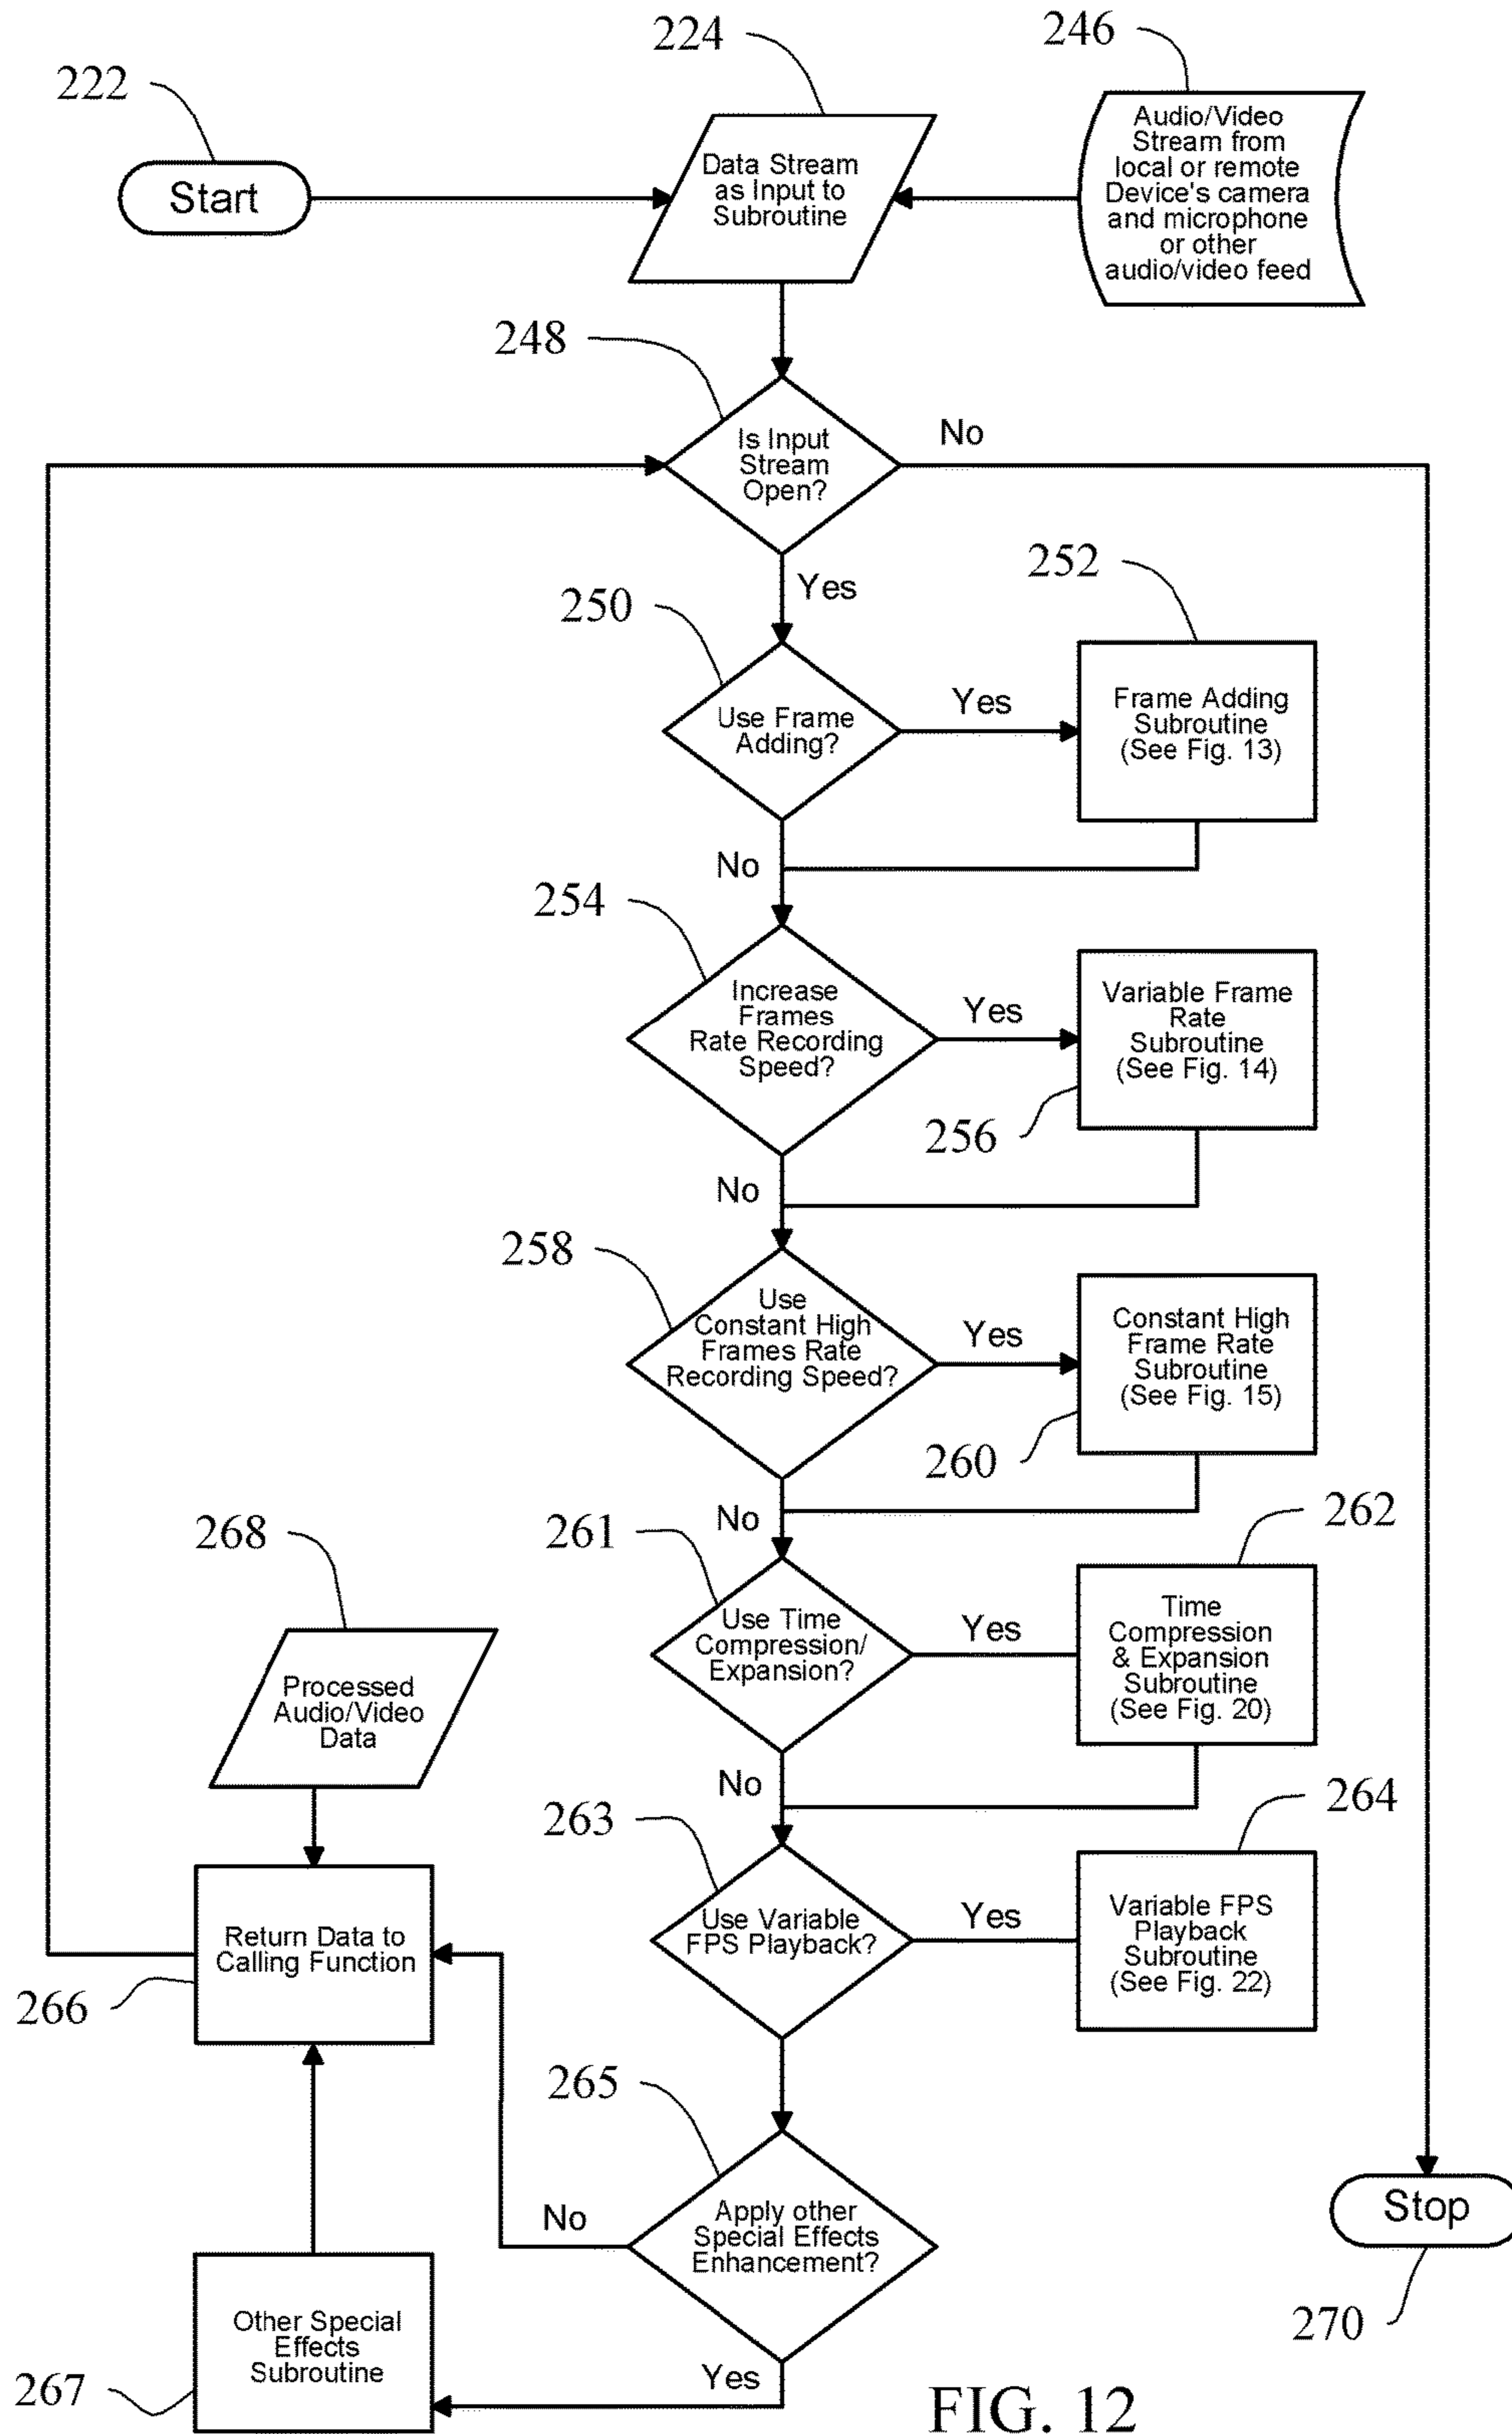 224
246
222
Start
Data Stream
as Input to
Subroutine
Audio/Video
Stream from
local or remote
Device's camera
and microphone
or other
audio/video feed
248
Is Input
Stream
Open?
No
Yes
252
250
Use Frame
Adding?
Yes
Frame Adding
Subroutine
(See Fig. 13)
No
254
Increase
Frames
Rate Recording
Speed?
Yes
Variable Frame
Rate
Subroutine
(See Fig. 14)
256
No
258
Use
Constant High
Frames Rate
Recording Speed?
Yes
Constant High
Frame Rate
Subroutine
(See Fig. 15)
260
No
261
262
268
Use Time
Compression/
Expansion?
Yes
Time
Compression
& Expansion
Subroutine
(See Fig. 20)
Processed
Audio/Video
Data
No
263
264
Use Variable
FPS Playback?
Yes
Variable FPS
Playback
Subroutine
(See Fig. 22)
Return Data to
Calling Function
266
265
Apply other
Special Effects
Enhancement?
No
Stop
270
Other Special
Effects
Subroutine
267
Yes
FIG. 12